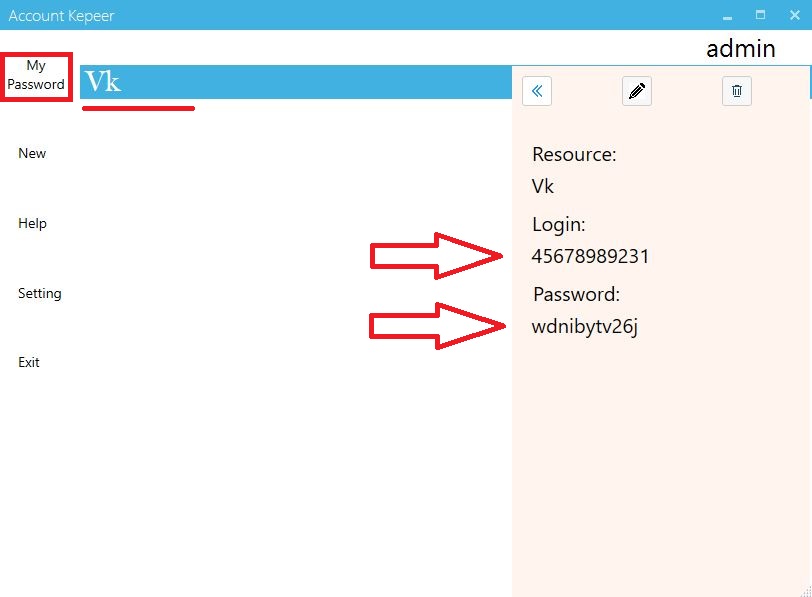 Account Kepeer
admin
My
Password
Vk
New
Help
Setting
Exit
Resource:
Vk
Login:
45678989231
Password:
wdnibytv26j